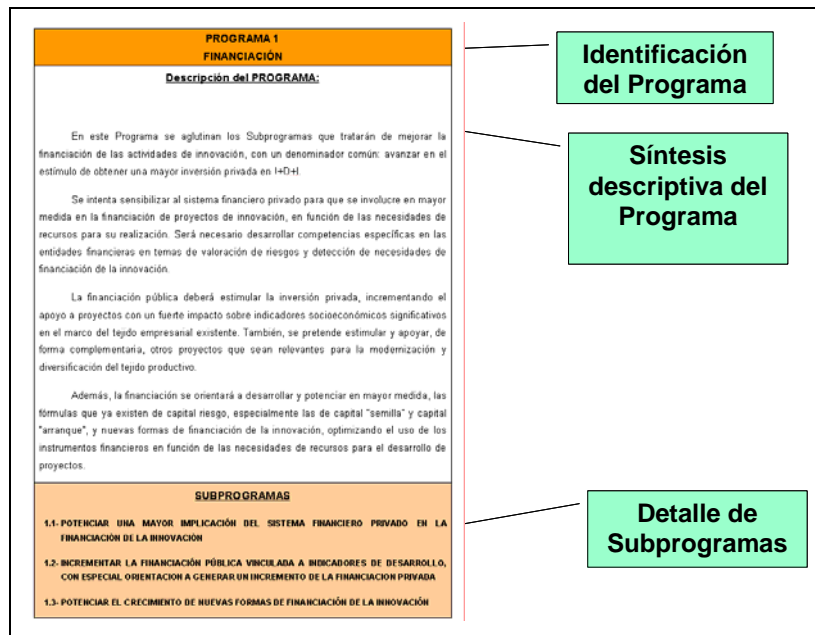 PROGRAMA 1
FINANCIACIÓN
Descripción del PROGRAMA:
En este Programa se aglutinan los Subprogramas que tratarán de mejorar la
financiación de las actividades de innovación, con un denominador común: avanzar en el
estímulo de obtener una mayor inversión privada en I+D+I.
Se intenta sensibilizar al sistema financiero privado para que se involucre en mayor
medida en la financiación de proyectos de innovación, en función de las necesidades de
recursos para su realización. Será necesario desarrollar competencias específicas en las
entidades financieras en temas de valoración de riesgos y detección de necesidades de
financiación de la innovación.
La financiación pública deberá estimular la inversión privada, incrementando el
apoyo a proyectos con un fuerte impacto sobre indicadores socioeconómicos significativos
en el marco del tejido empresarial existente. También, se pretende estimular y apoyar, de
forma complementaria, otros proyectos que sean relevantes para la modernización y
diversificación del tejido productivo.
Además, la financiación se orientará a desarrollar y potenciar en mayor medida, las
fórmulas que ya existen de capital riesgo, especialmente las de capital "semilla" y capital
"arranque", y nuevas formas de financiación de la innovación, optimizando el uso de los
instrumentos financieros en función de las necesidades de recursos para el desarrollo de
proyectos.
SUBPROGRAMAS
1.1- POTENCIAR UNA MAYOR IMPLICACIÓN DEL SISTEMA FINANCIERO PRIVADO EN LA
FINANCIACIÓN DE LA INNOVACIÓN
1.2- INCREMENTAR LA FINANCIACIÓN PÚBLICA VINCULADA A INDICADORES DE DESARROLLO,
CON ESPECIAL ORIENTACION A GENERAR UN INCREMENTO DE LA FINANCIACION PRIVADA
1.3- POTENCIAR EL CRECIMIENTO DE NUEVAS FORMAS DE FINANCIACIÓN DE LA INNOVACIÓN
Identificación
del Programa
Síntesis
descriptiva del
Programa
Detalle de
Subprogramas